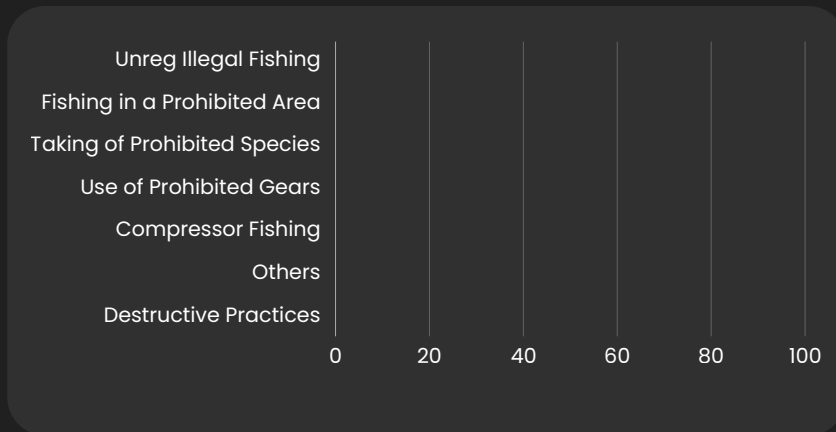 Unreg Illegal Fishing
Fishing in a Prohibited Area
Taking of Prohibited Species
Use of Prohibited Gears
Compressor Fishing
Others
Destructive Practices
0 20 40 60 80 100